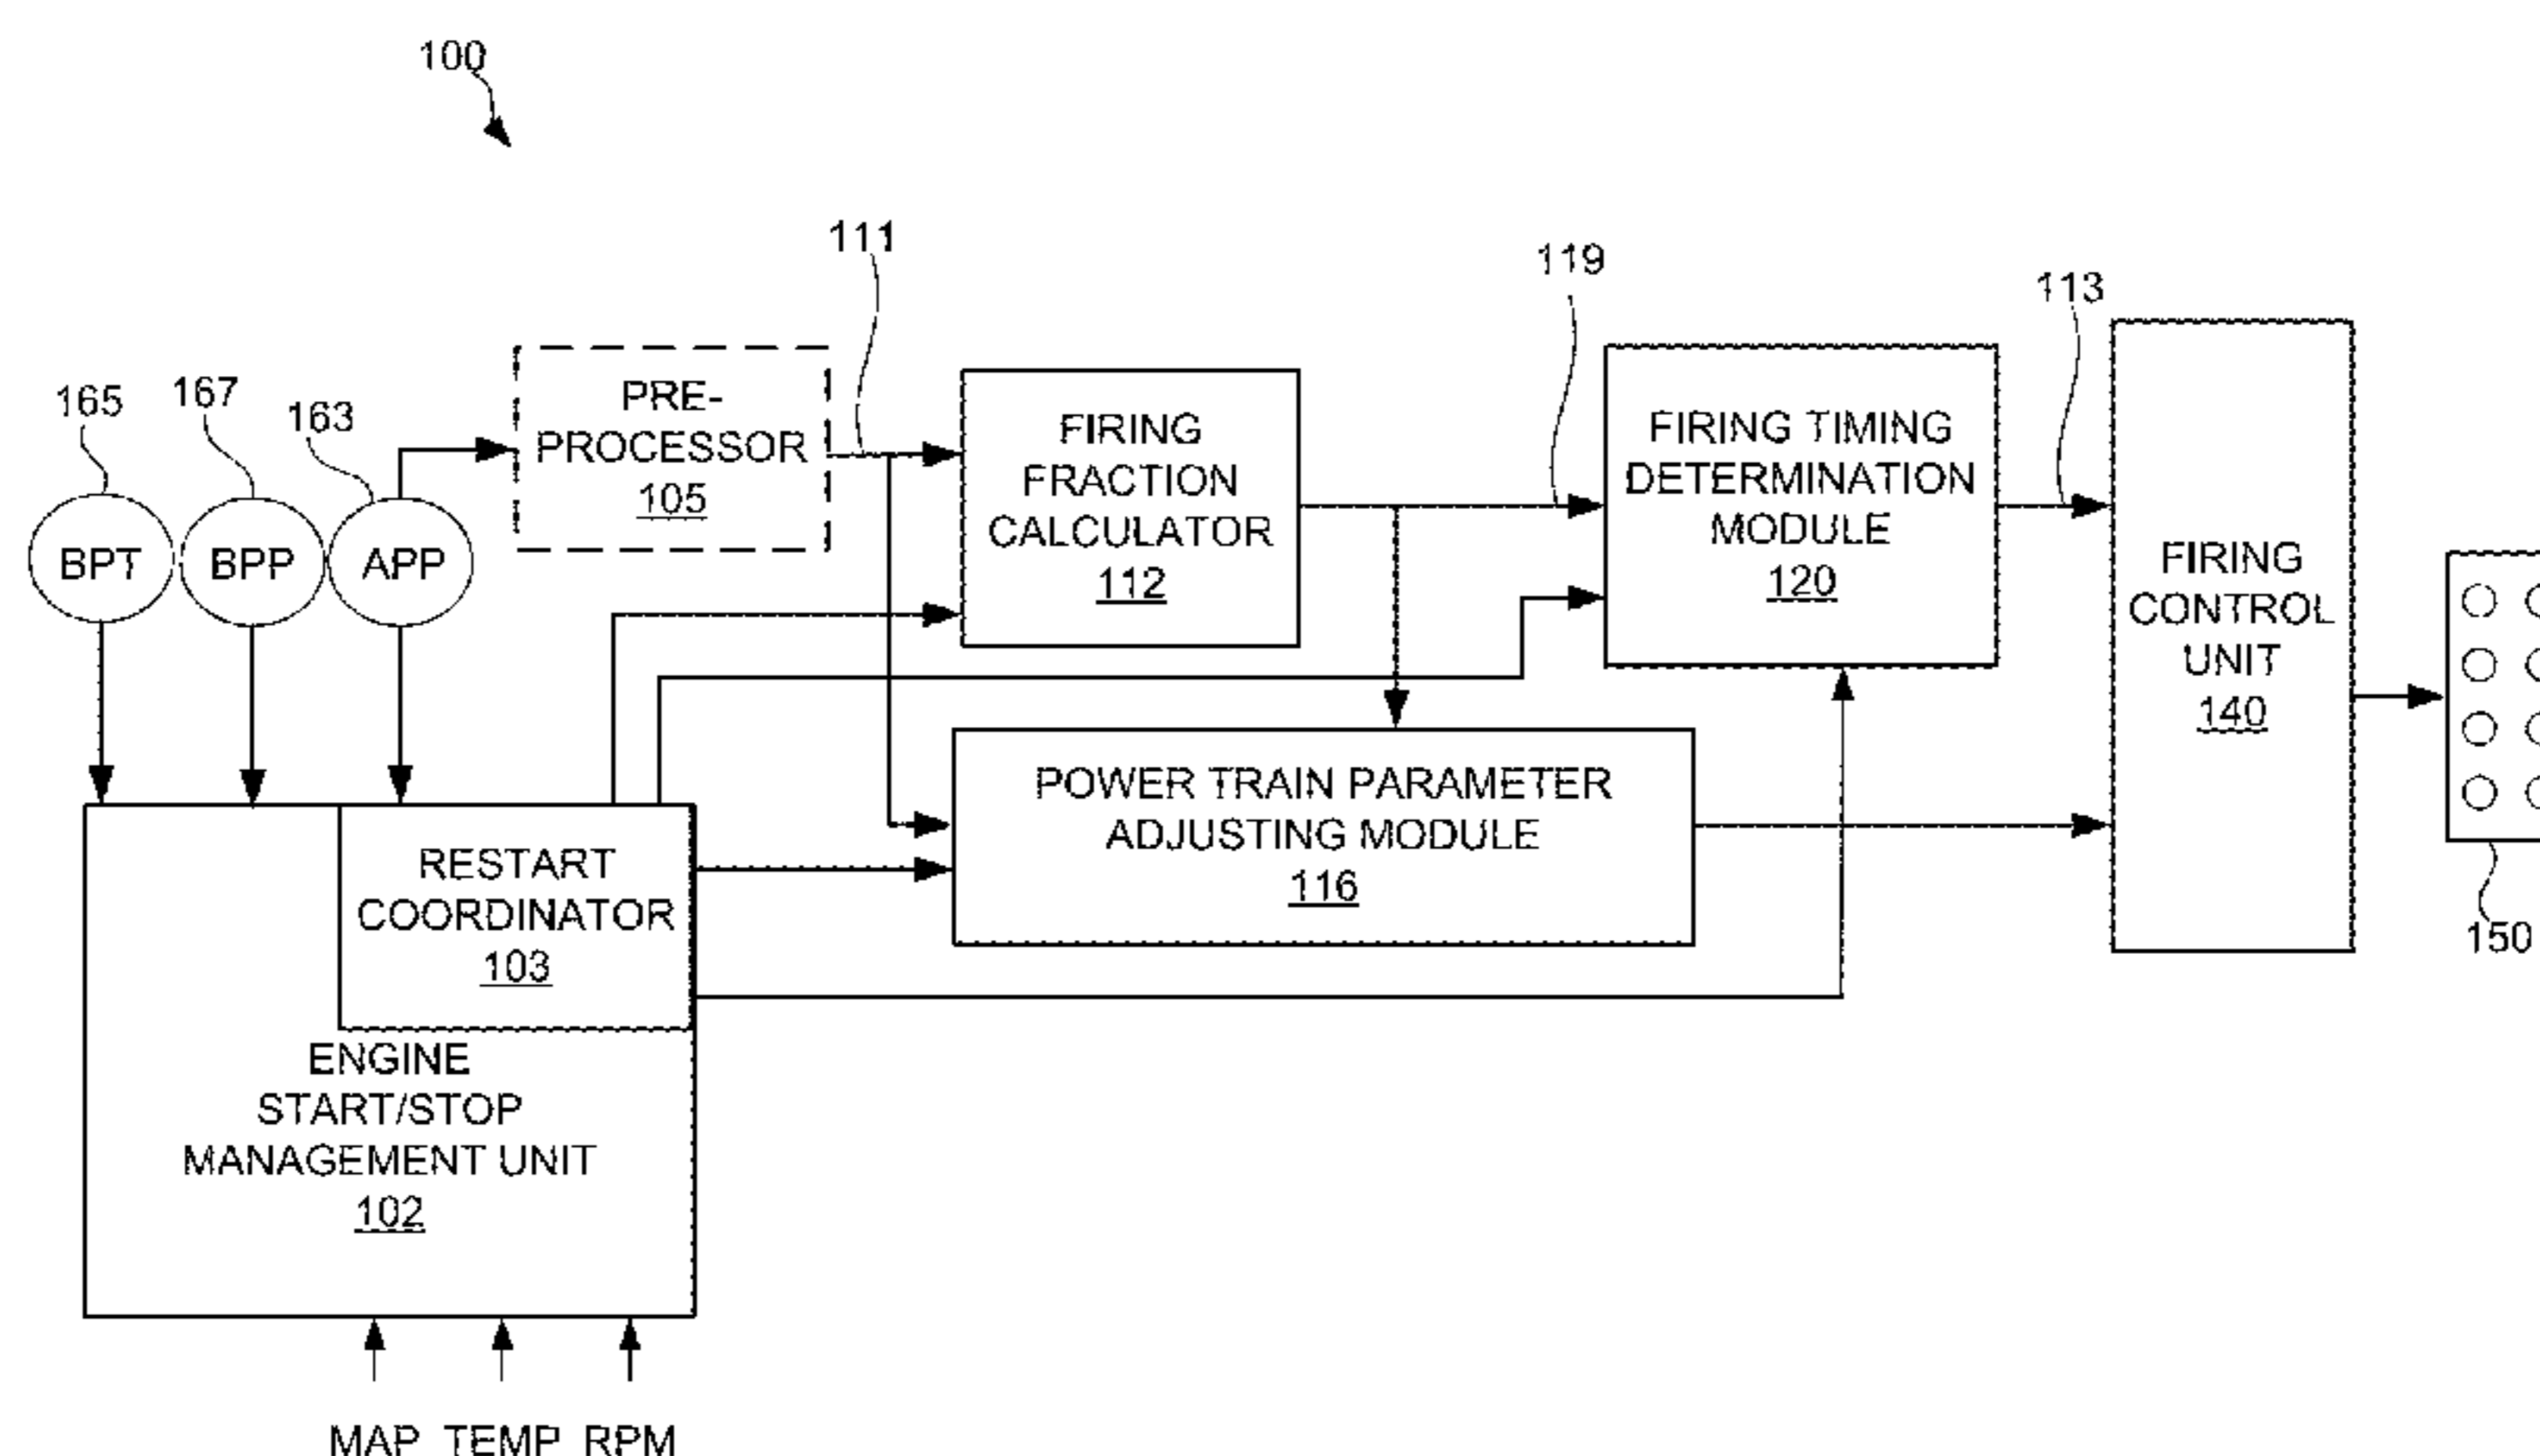 100
111
119
113
165
167
163
PRE-
PROCESSOR
105
FIRING
FRACTION
CALCULATOR
112
FIRING TIMING
DETERMINATION
MODULE
120
FIRING
CONTROL
UNIT
140
BPT
BPP
APP
POWER TRAIN PARAMETER
ADJUSTING MODULE
116
RESTART
COORDINATOR
103
150
ENGINE
START/STOP
MANAGEMENT UNIT
102
MAP TEMP RPM